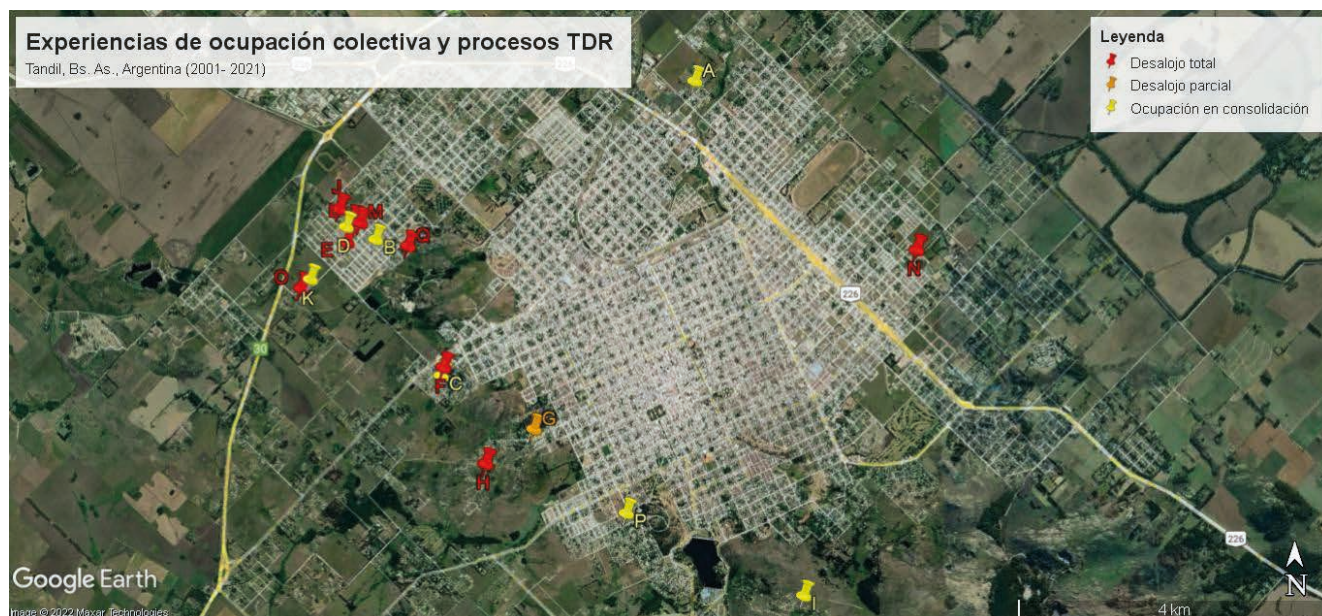 Experiencias de ocupación colectiva y procesos TDR
Tandil, Bs. As., Argentina (2001- 2021)
Leyenda
Desalojo total
Desalojo parcial
Ocupación en consolidación
A
J
M
E
D
B
Q
O
K
N
226
226
226
30
F
C
G
H
P
I
226
Google Earth
Image © 2022 Maxar Technologies
4 km
N